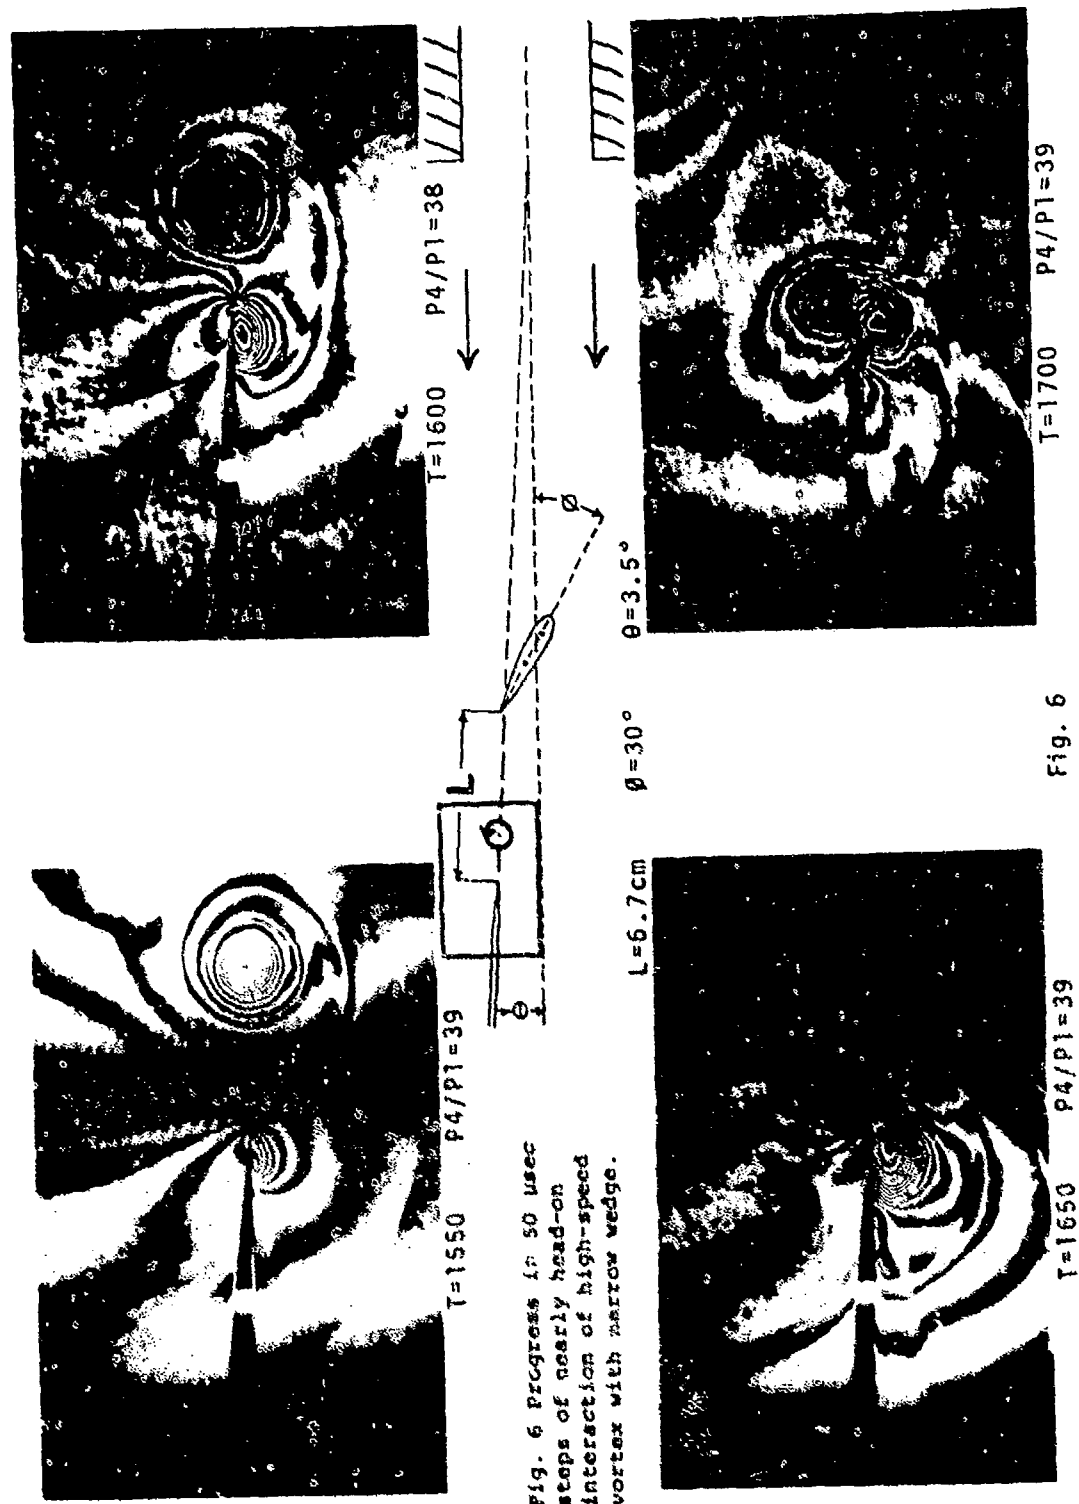 T=1550 P4/P1=39
T=1600 P4/P1=38
Fig. 6 Progress in 50 usec
steps of nearly head-on
interaction of high-speed
vortex with narrow wedge.
θ
L
Ø
L=6.7cm Ø=30° θ=3.5°
T=1650 P4/P1=39
T=1700 P4/P1=39
Fig. 6